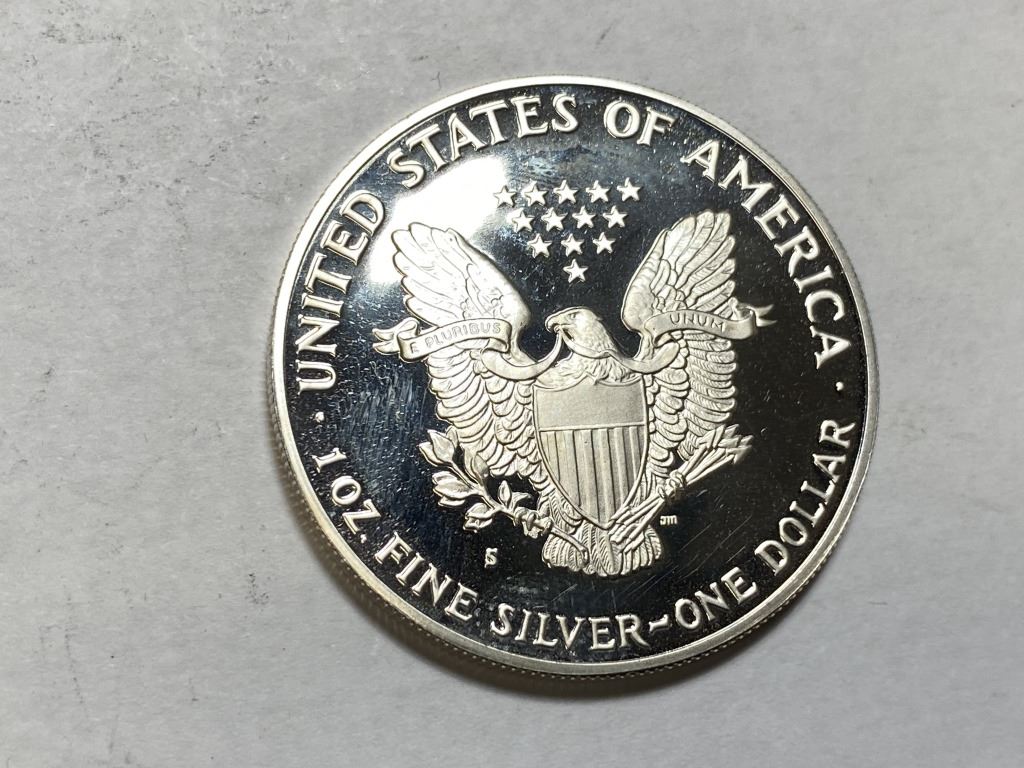 UNITED STATES OF AMERICA
E PLURIBUS UNUM
JM
S
1 OZ. FINE SILVER~ONE DOLLAR